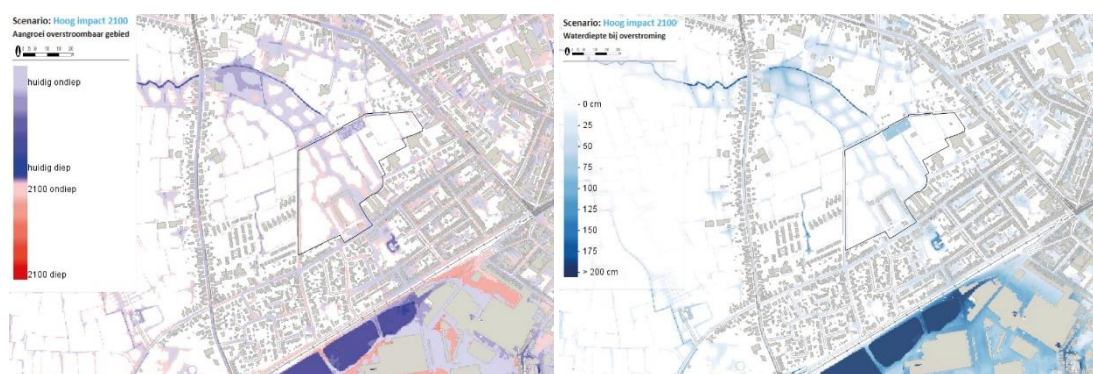 Scenario: Hoog impact 2100
Aangroei overstroombaar gebied
huidig ondiep
huidig diep
2100 ondiep
2100 diep
Scenario: Hoog impact 2100
Waterdiepte bij overstroming
- 0 cm
- 25
- 50
- 75
- 100
- 125
- 150
- 175
- > 200 cm